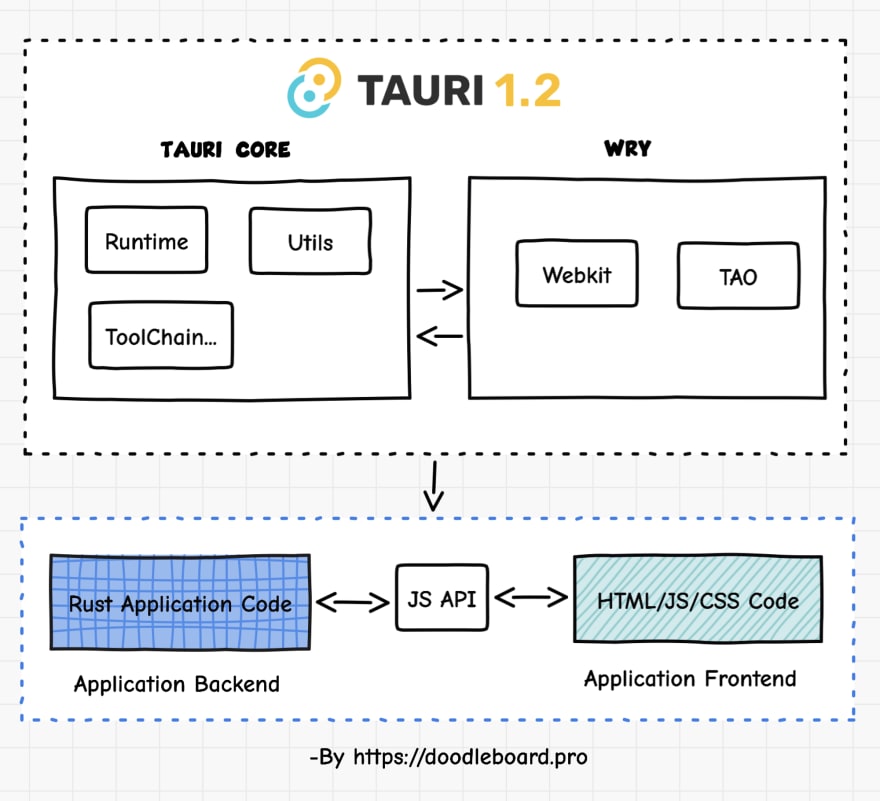 TAURI 1.2
TAURI CORE
WRY
Runtime
Utils
ToolChain...
Webkit
TAO
Rust Application Code
JS API
HTML/JS/CSS Code
Application Backend
Application Frontend
-By https://doodleboard.pro